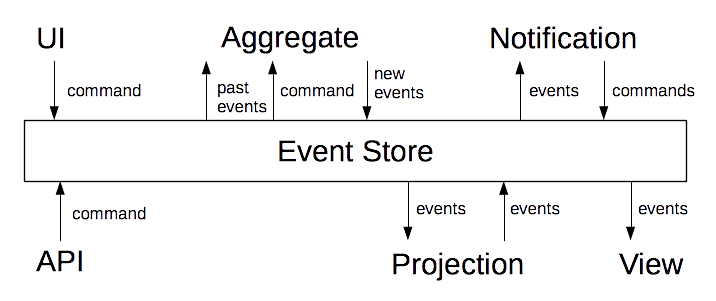 UI
Aggregate
Notification
command
past
events
command
new
events
events
commands
Event Store
command
events
events
events
API
Projection
View